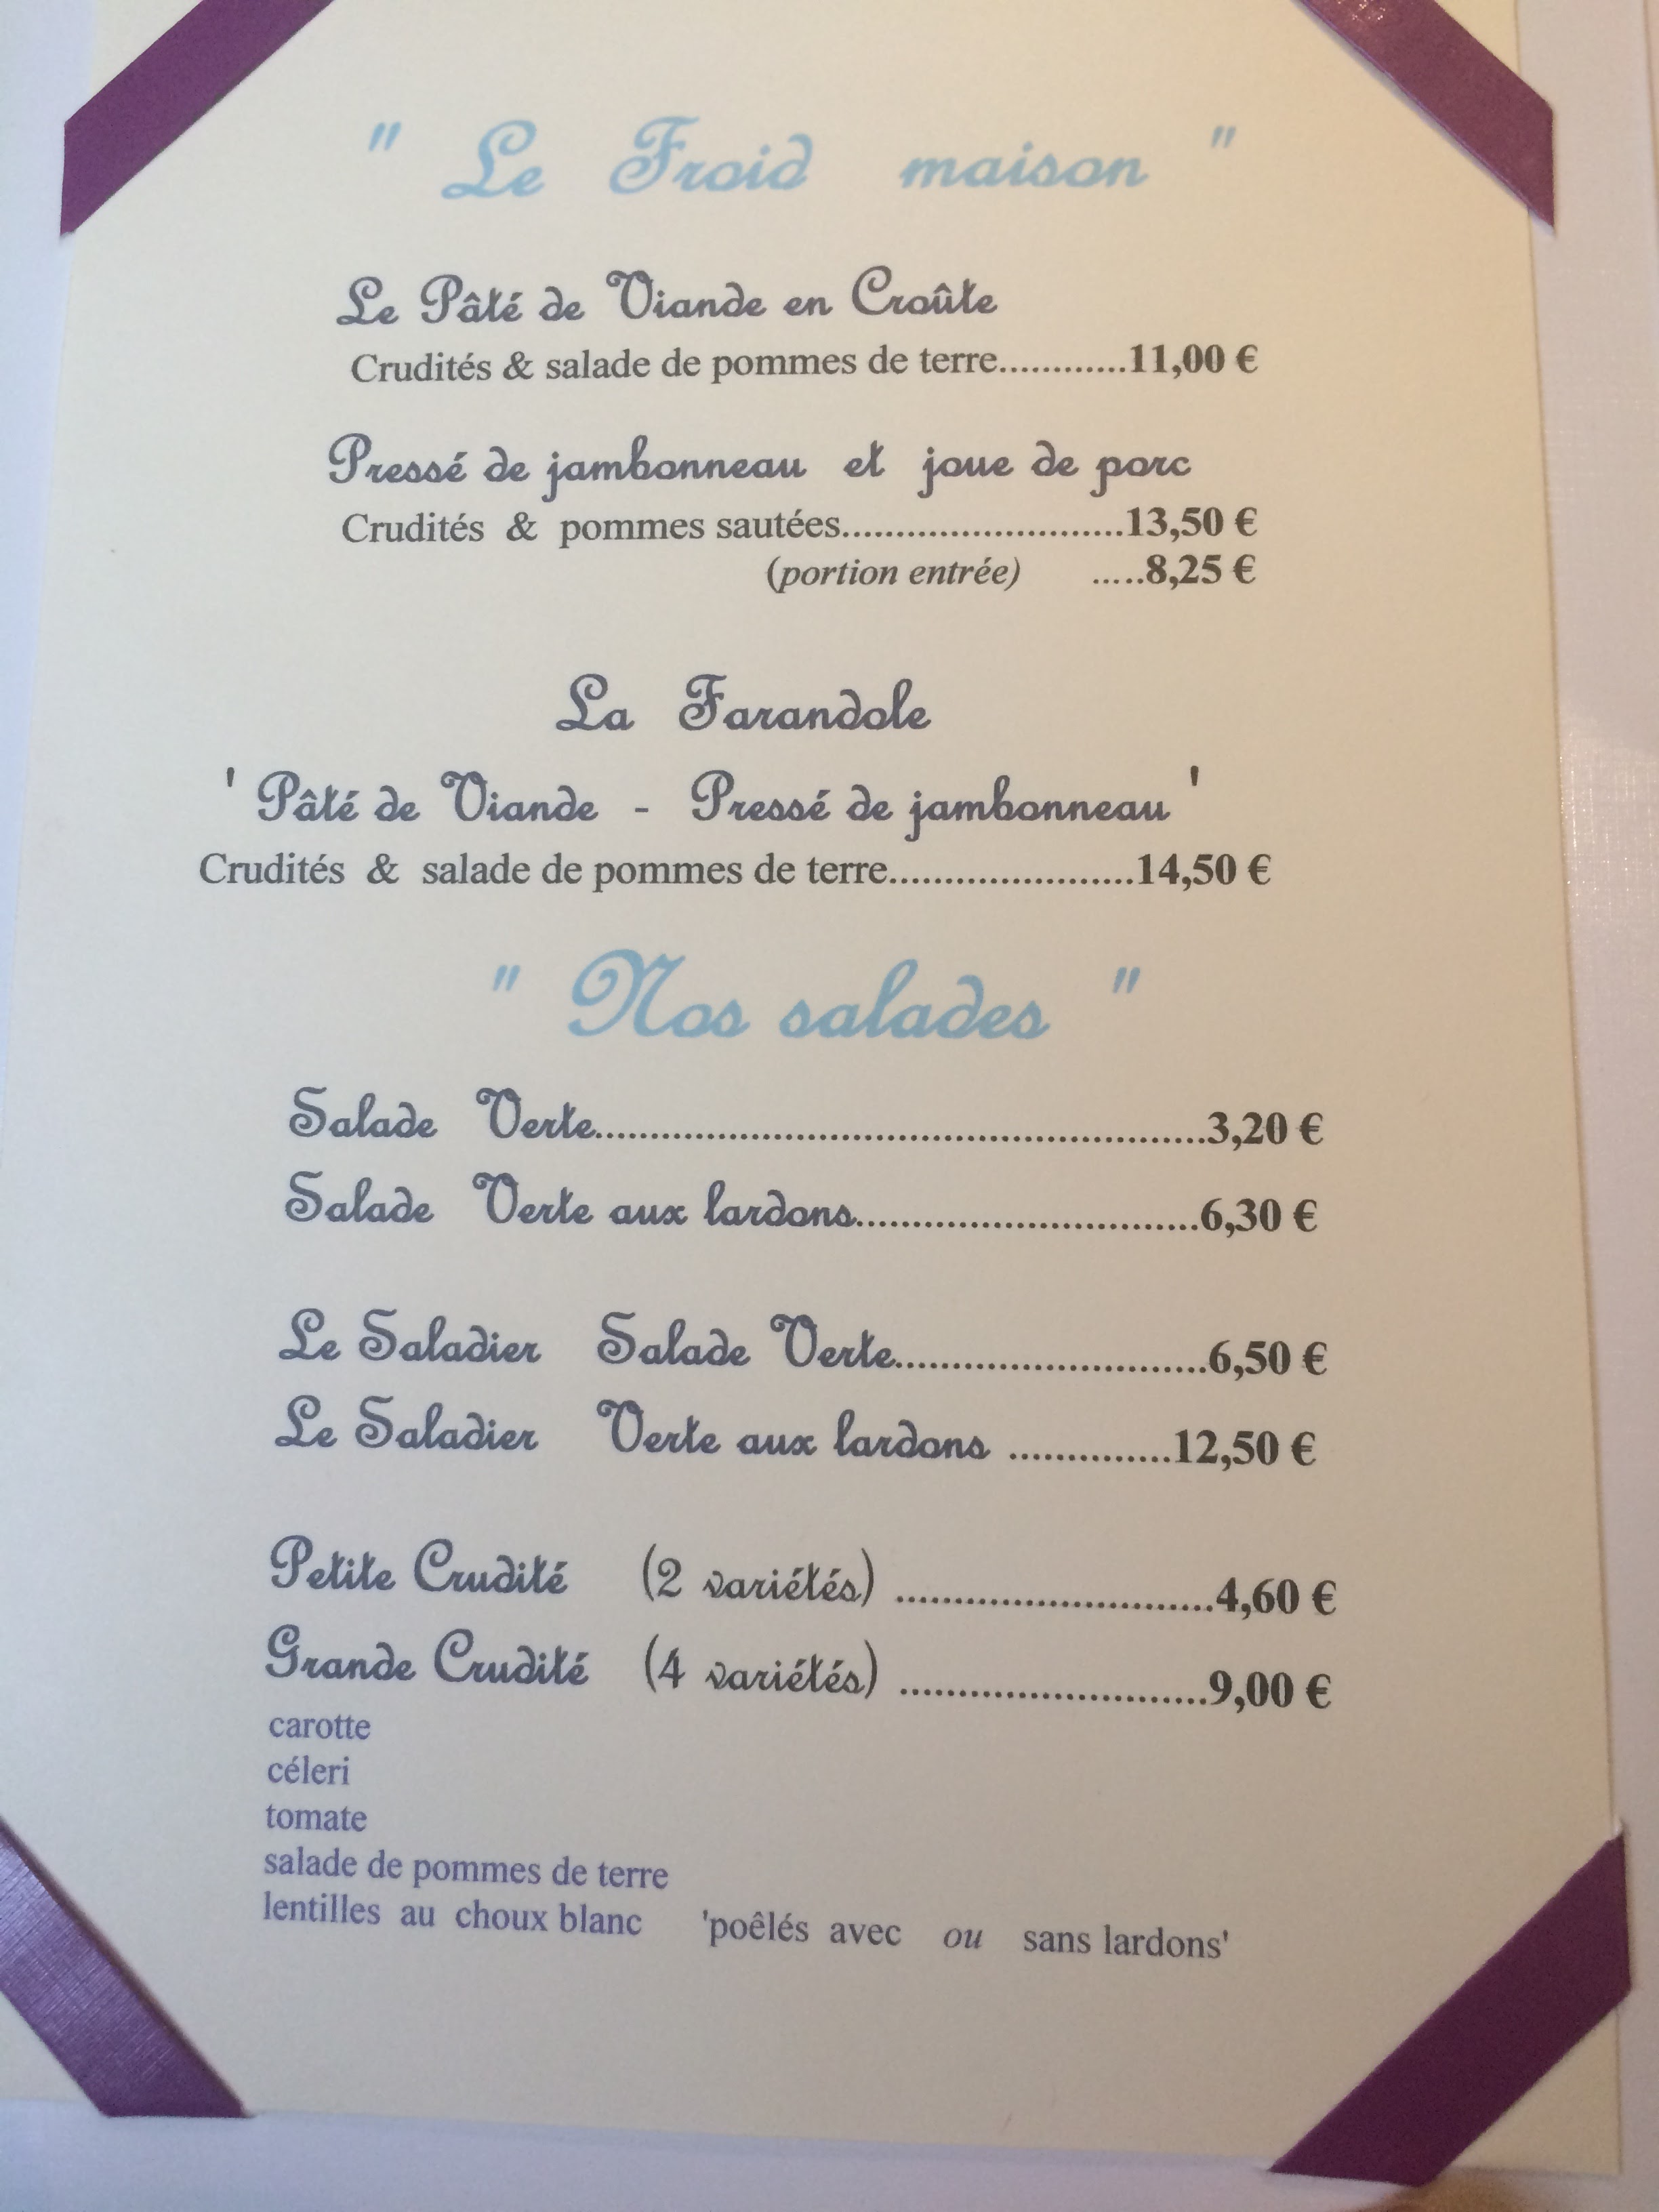 " Le Froid maison "
Le Pâté de Viande en Croûte
Crudités & salade de pommes de terre............11,00 €
Pressé de jambonneau et joue de porc
Crudités & pommes sautées..........................13,50 €
(portion entrée) .....8,25 €
La Farandole
' Pâté de Viande - Pressé de jambonneau '
Crudités & salade de pommes de terre......................14,50 €
" Nos salades "
Salade Verte.......................................................3,20 €
Salade Verte aux lardons...............................6,30 €
Le Saladier Salade Verte............................6,50 €
Le Saladier Verte aux lardons ..............12,50 €
Petite Crudité (2 variétés) ............................4,60 €
Grande Crudité (4 variétés) ...........................9,00 €
carotte
céleri
tomate
salade de pommes de terre
lentilles au choux blanc 'poêlés avec ou sans lardons'